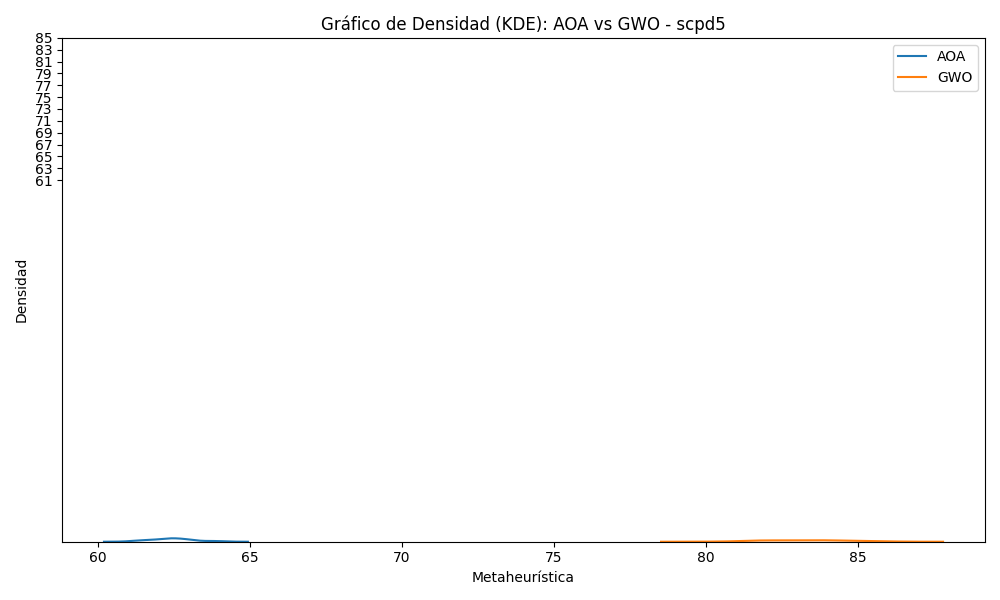 Gráfico de Densidad (KDE): AOA vs GWO - scpd5
85
83
81
79
77
75
73
71
69
67
65
63
61
Densidad
AOA
GWO
60 65 70 75 80 85
Metaheurística